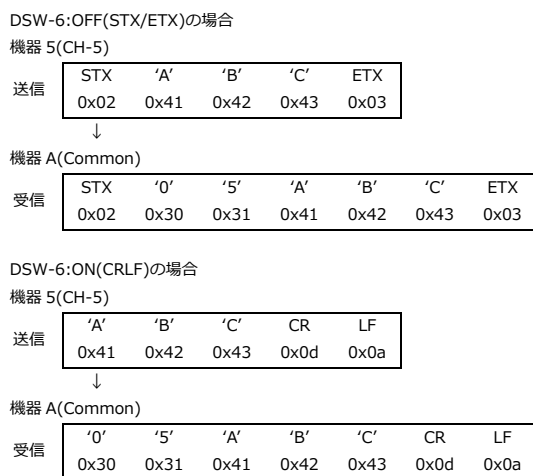 DSW-6:OFF(STX/ETX)の場合
機器 5(CH-5)
送信
STX ‘A’ ‘B’ ‘C’ ETX
0x02 0x41 0x42 0x43 0x03
↓
機器 A(Common)
受信
STX ‘0’ ‘5’ ‘A’ ‘B’ ‘C’ ETX
0x02 0x30 0x31 0x41 0x42 0x43 0x03
DSW-6:ON(CRLF)の場合
機器 5(CH-5)
送信
‘A’ ‘B’ ‘C’ CR LF
0x41 0x42 0x43 0x0d 0x0a
↓
機器 A(Common)
受信
‘0’ ‘5’ ‘A’ ‘B’ ‘C’ CR LF
0x30 0x31 0x41 0x42 0x43 0x0d 0x0a